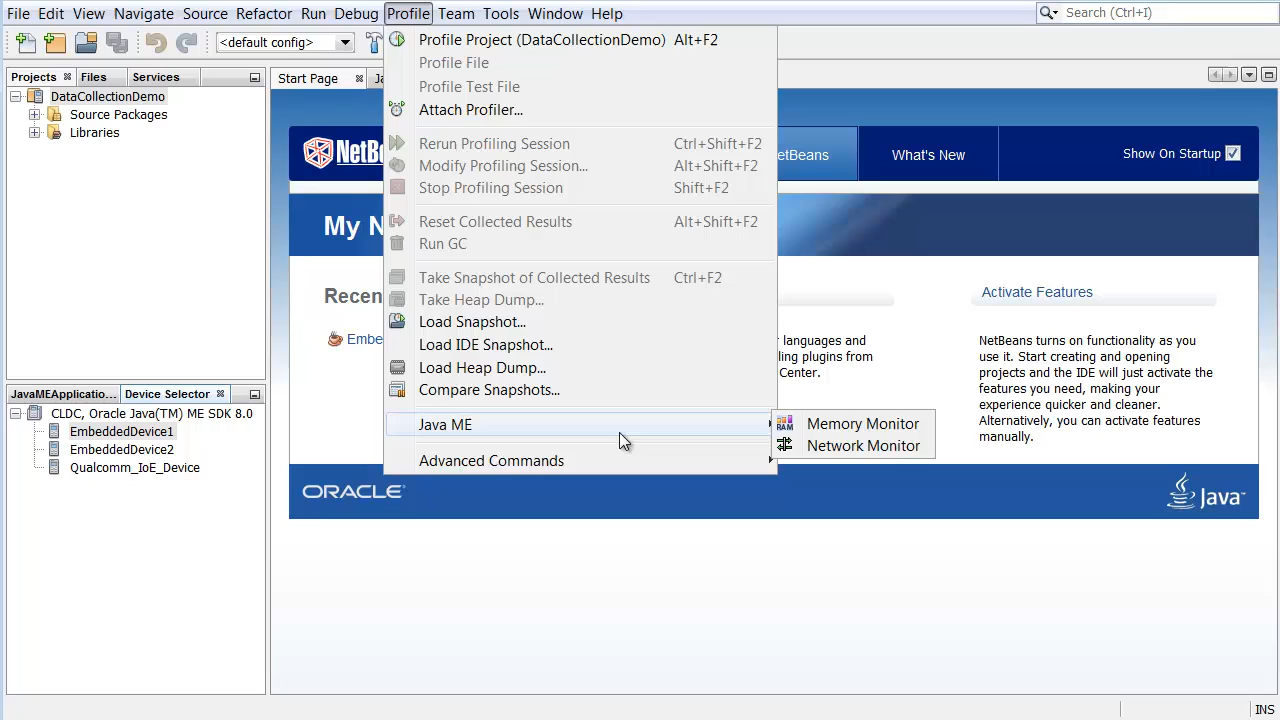 File Edit View Navigate Source Refactor Run Debug Profile Team Tools Window Help
Search (Ctrl+I)
<default config>
Projects Files Services
DataCollectionDemo
Source Packages
Libraries
JavaMEApplicatio... Device Selector
CLDC, Oracle Java(TM) ME SDK 8.0
EmbeddedDevice1
EmbeddedDevice2
Qualcomm_IoE_Device
Start Page
Profile Project (DataCollectionDemo) Alt+F2
Profile File
Profile Test File
Attach Profiler...
Rerun Profiling Session Ctrl+Shift+F2
Modify Profiling Session... Alt+Shift+F2
Stop Profiling Session Shift+F2
Reset Collected Results Alt+Shift+F2
Run GC
Take Snapshot of Collected Results Ctrl+F2
Take Heap Dump...
Load Snapshot...
Load IDE Snapshot...
Load Heap Dump...
Compare Snapshots...
Java ME
Advanced Commands
RAM Memory Monitor
Network Monitor
NetBe
etBeans What's New Show On Startup
My N
Recen
Embe
languages and
ling plugins from
Center.
Activate Features
NetBeans turns on functionality as you
use it. Start creating and opening
projects and the IDE will just activate the
features you need, making your
experience quicker and cleaner.
Alternatively, you can activate features
manually.
ORACLE Java
INS